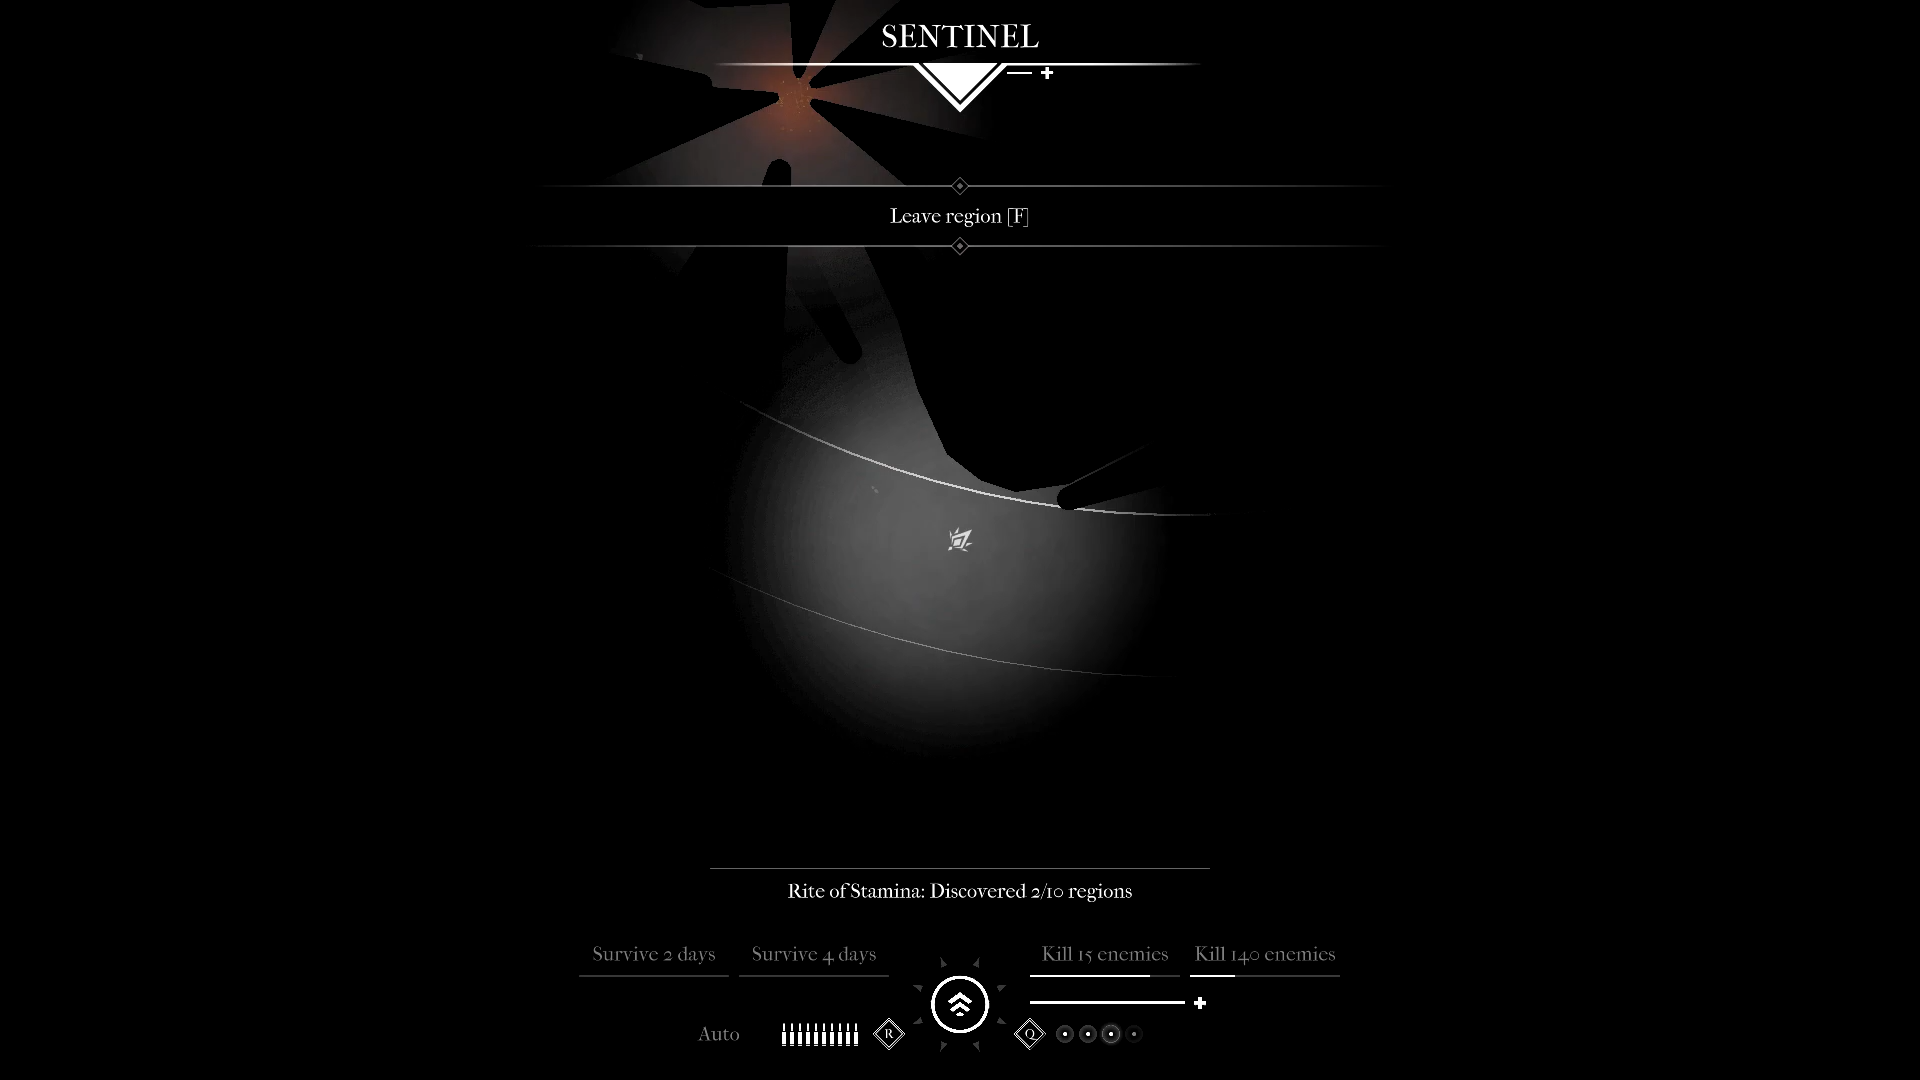 SENTINEL
Leave region [F]
Rite of Stamina: Discovered 2/10 regions
Survive 2 days
Survive 4 days
Kill 15 enemies
Kill 140 enemies
Auto
R
Q